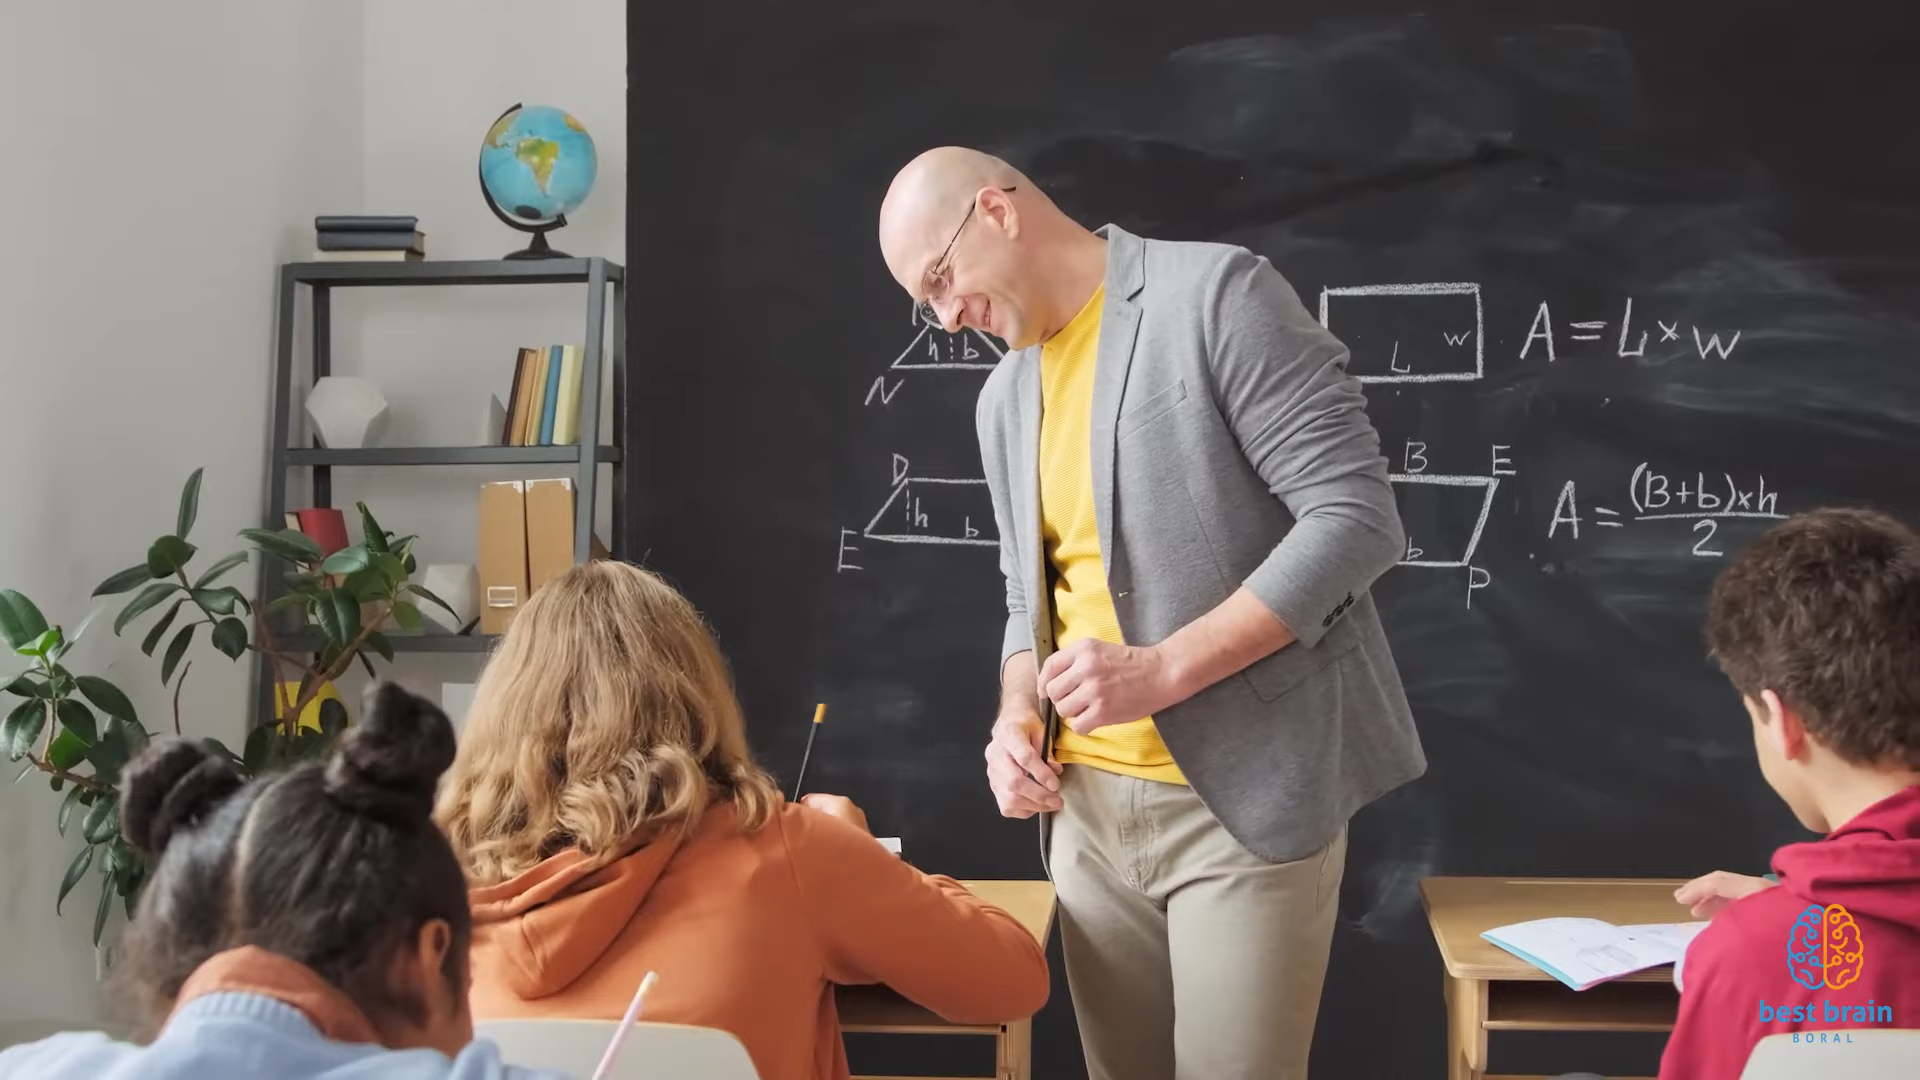 h b
N
L
W
A = L × W
D
h
b
E
B
E
b
P
A = (B+b)×h
2
best brain
BORAL